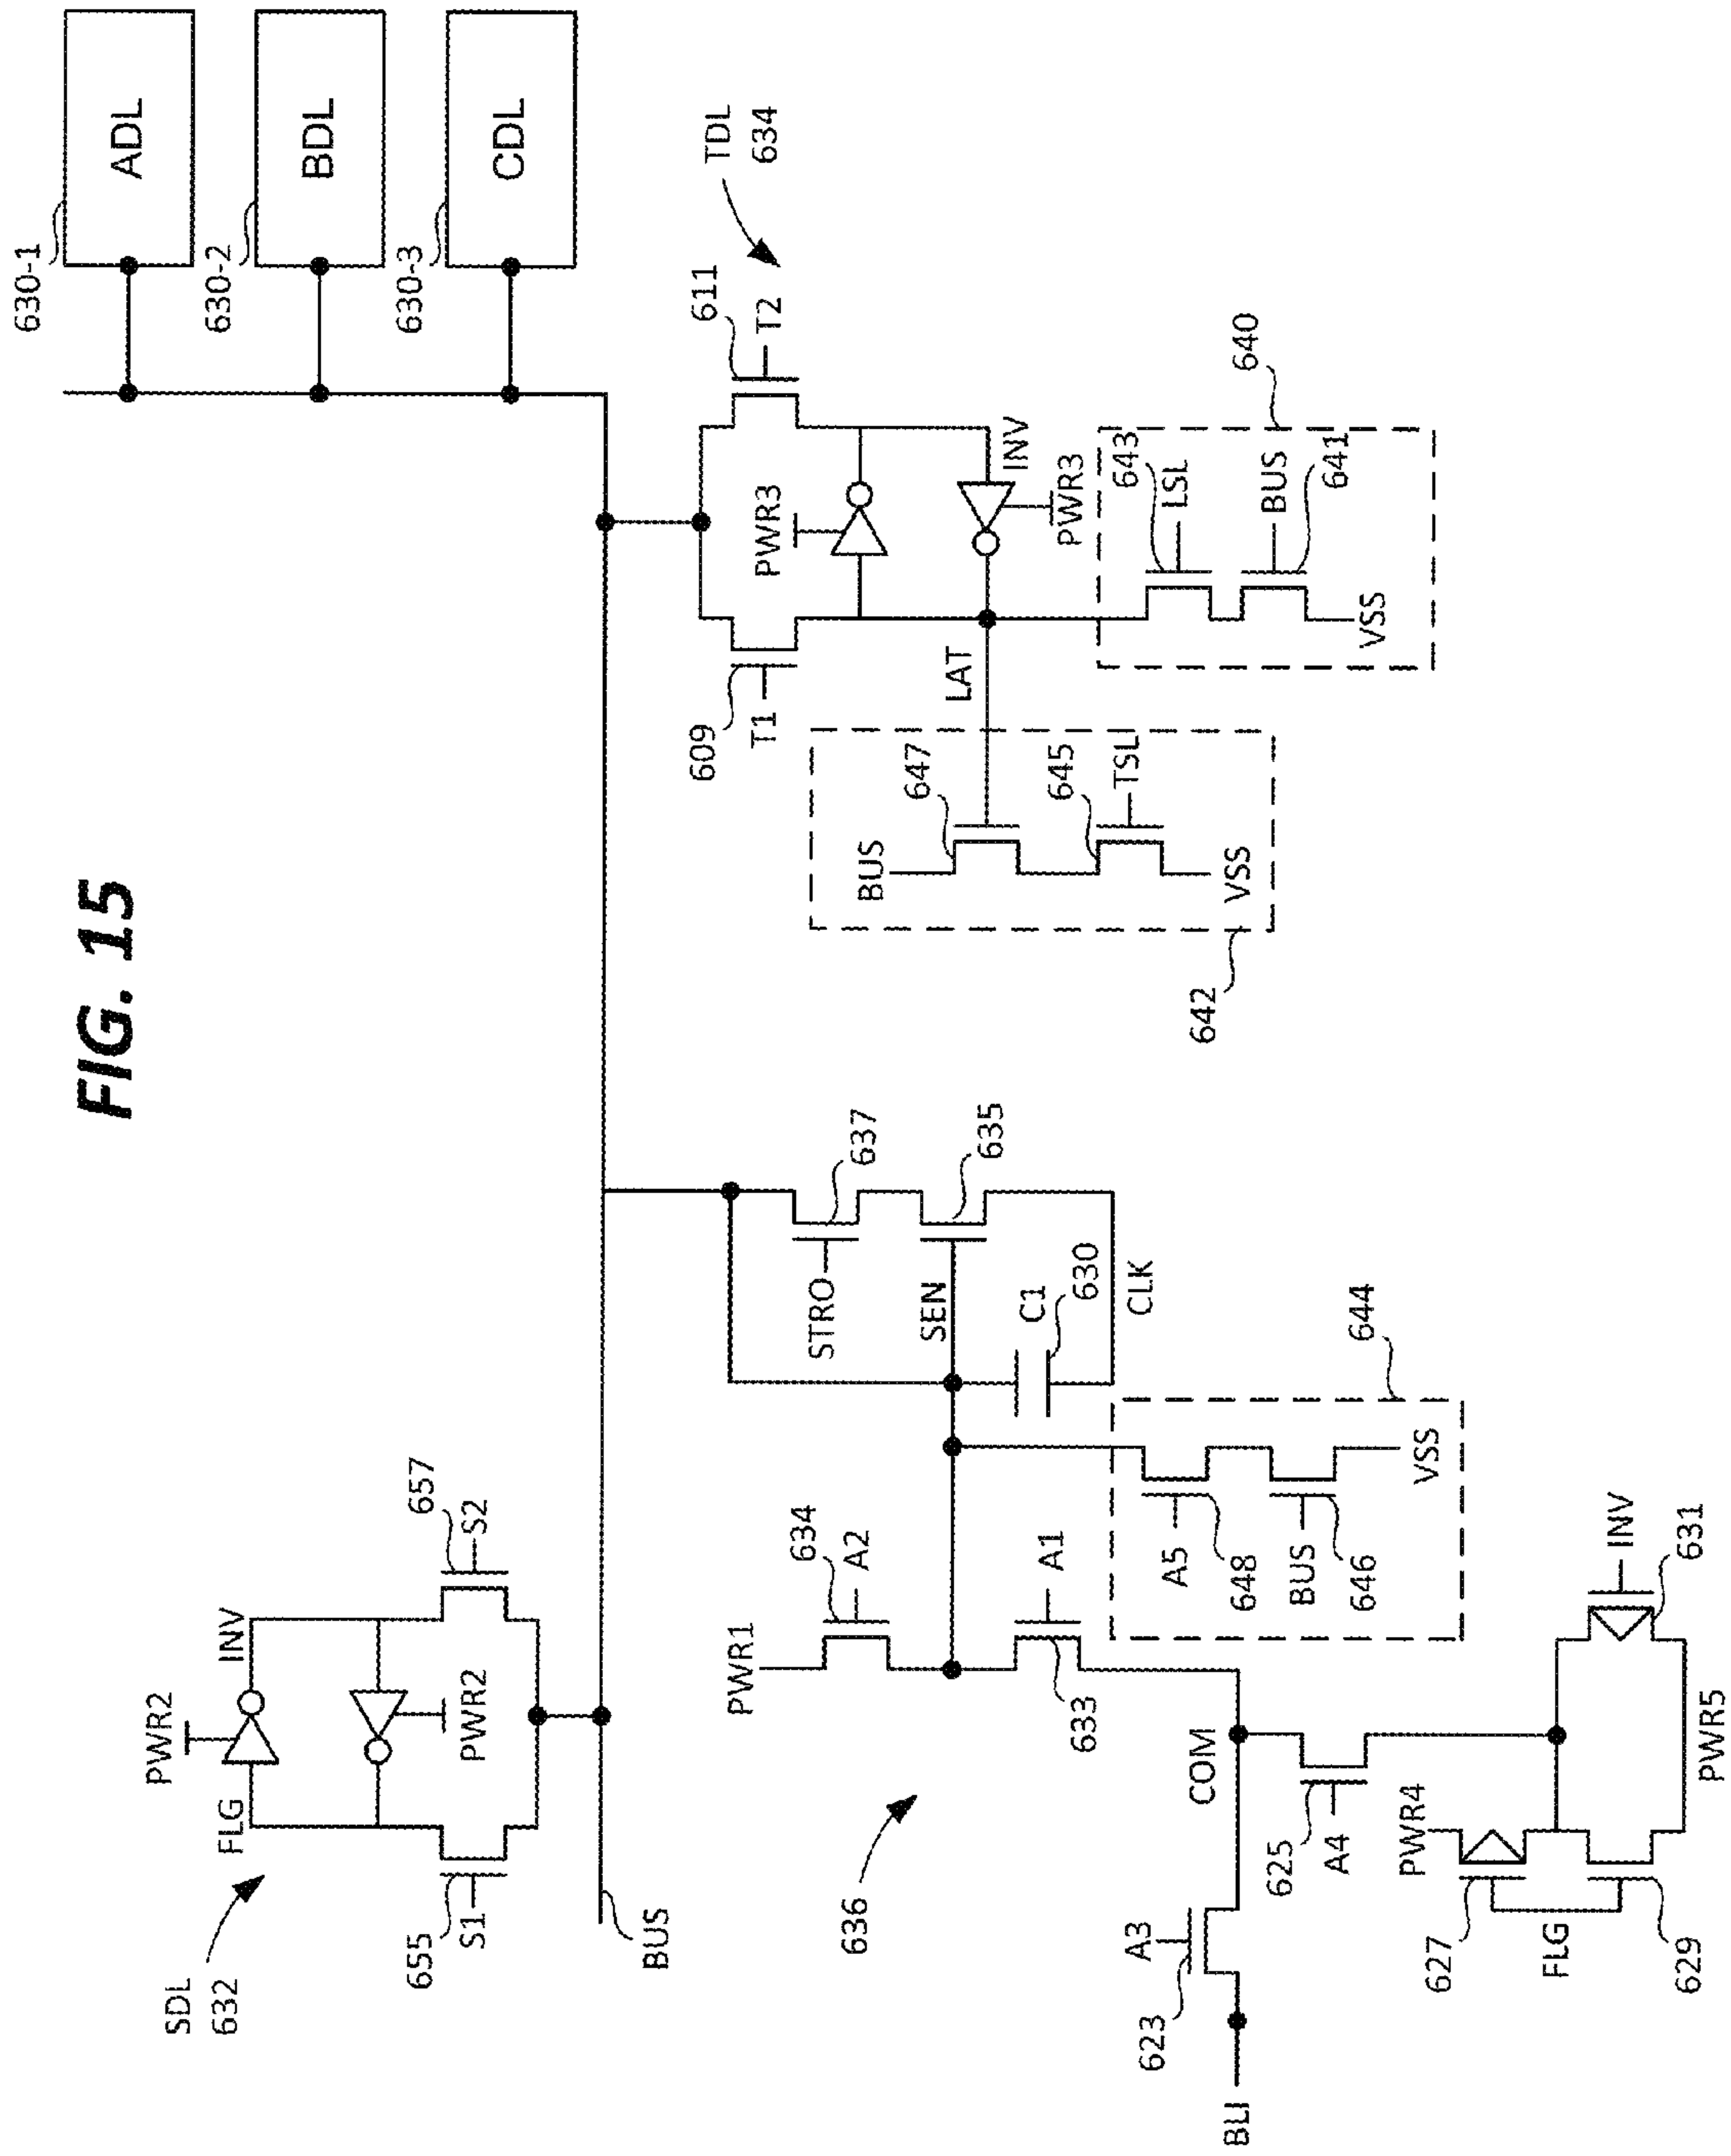 FIG. 15
ADL
630-1
BDL
630-2
CDL
630-3
SDL
632
PWR2
FLG
INV
PWR2
S1
655
S2
657
BUS
TDL
634
T1
609
T2
611
PWR3
INV
PWR3
LAT
640
643
LSL
BUS
641
VSS
642
BUS
647
645
TSL
VSS
636
STRO
637
SEN
635
C1
630
CLK
PWR1
634
A2
A1
633
644
A5
648
BUS
646
VSS
COM
A3
623
BLI
625
A4
PWR4
627
FLG
629
INV
631
PWR5